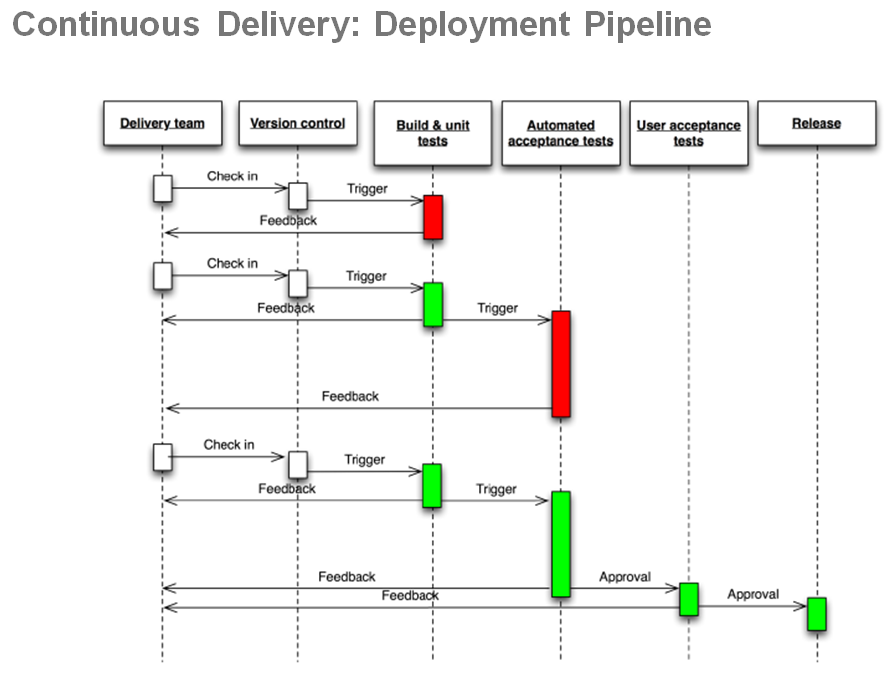 Continuous Delivery: Deployment Pipeline
Delivery team
Version control
Build & unit
tests
Automated
acceptance tests
User acceptance
tests
Release
Check in
Trigger
Feedback
Check in
Trigger
Feedback
Trigger
Feedback
Check in
Trigger
Feedback
Trigger
Feedback
Approval
Feedback
Approval